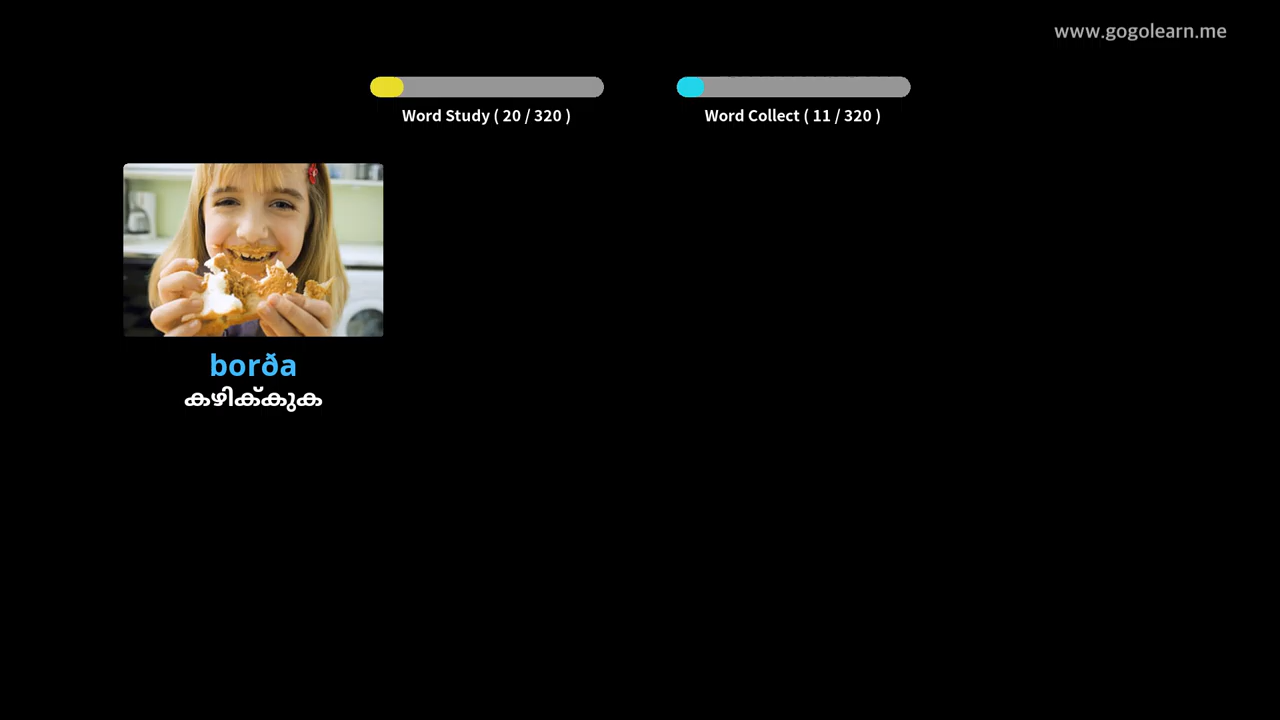 www.gogolearn.me
Word Study ( 20 / 320 )
Word Collect ( 11 / 320 )
borða
കഴിക്കുക